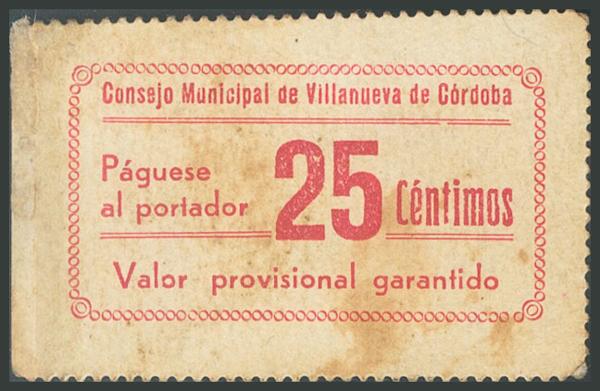 Consejo Municipal de Villanueva de Córdoba
Páguese
al portador
25 Céntimos
Valor provisional garantido